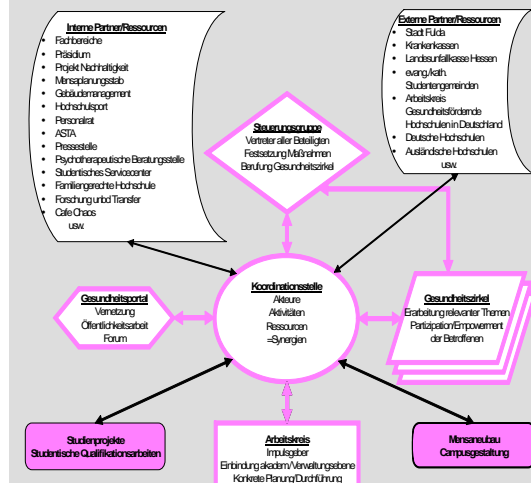 Interne Partner/Ressourcen
• Fachbereiche
• Präsidium
• Projekt Nachhaltigkeit
• Mensaplanungsstab
• Gebäudemanagement
• Hochschulsport
• Personalrat
• ASTA
• Pressestelle
• Psychotherapeutische Beratungsstelle
• Studentisches Servicecenter
• Familiengerechte Hochschule
• Forschung unbd Transfer
• Cafe Chaos
usw.
Externe Partner/Ressourcen
• Stadt Fulda
• Krankenkassen
• Landesunfallkasse Hessen
• evang./kath.
Studentengemeinden
• Arbeitskreis
Gesundheitsfördernde
Hochschulen in Deutschland
• Deutsche Hochschulen
• Ausländische Hochschulen
usw.
Steuerungsgruppe
Vertreter aller Beteiligten
Festsetzung Maßnahmen
Berufung Gesundheitszirkel
Koordinationsstelle
Akteure
Aktivitäten
Ressourcen
=Synergien
Gesundheitsportal
Vernetzung
Öffentlichkeitsarbeit
Forum
Gesundheitszirkel
Erarbeitung relevanter Themen
Partizipation/Empowerment
der Betroffenen
Studienprojekte
Studentische Qualifikationsarbeiten
Arbeitskreis
Impulsgeber
Einbindung akadem./Verwaltungsebene
Konkrete Planung/Durchführung
Mensaneubau
Campusgestaltung